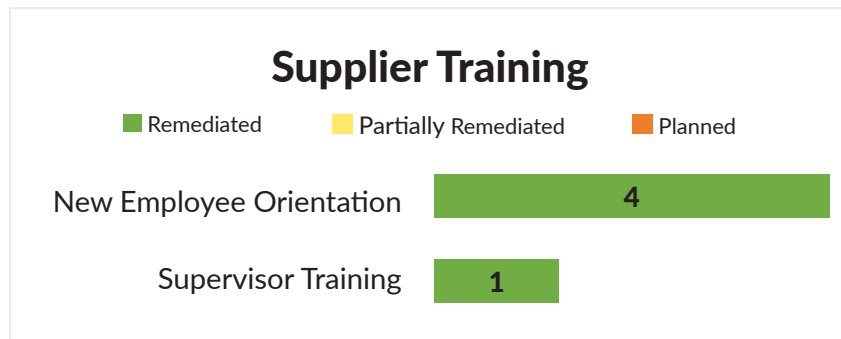 Supplier Training
Remediated Partially Remediated Planned
New Employee Orientation 4
Supervisor Training 1